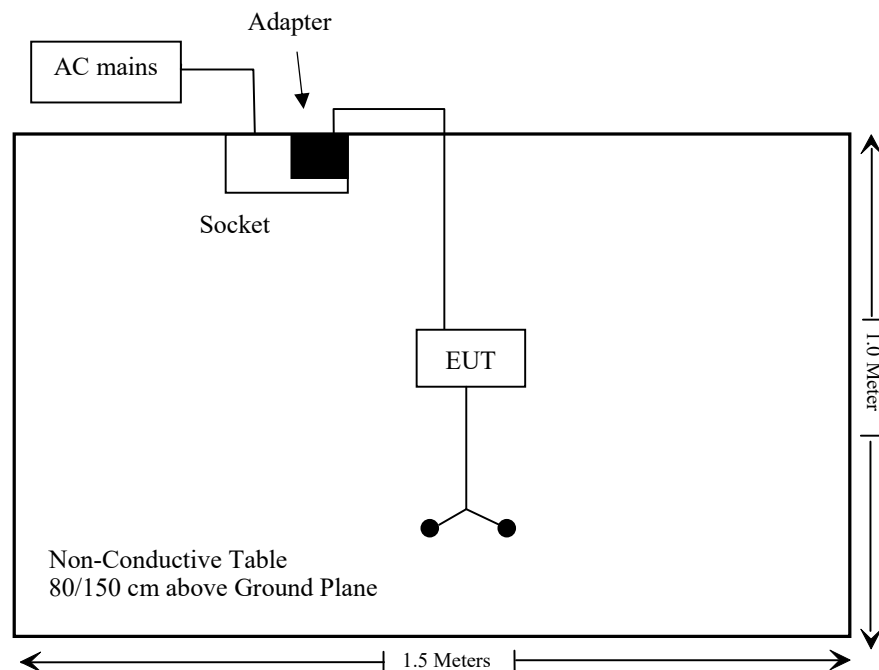 Adapter
AC mains
Socket
EUT
1.0 Meter
Non-Conductive Table
80/150 cm above Ground Plane
1.5 Meters